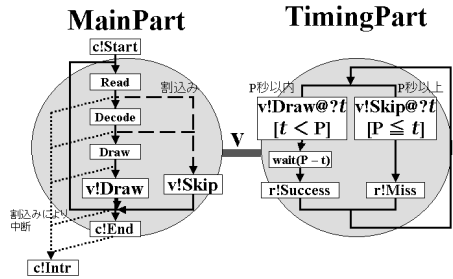 MainPart
TimingPart
c!Start
Read
割込み
P秒以内
P秒以上
v!Draw@?t
[t < P]
v!Skip@?t
[P ≦ t]
Decode
V
Draw
wait(P − t)
v!Draw
v!Skip
r!Success
r!Miss
割込みにより
中断
c!End
c!Intr